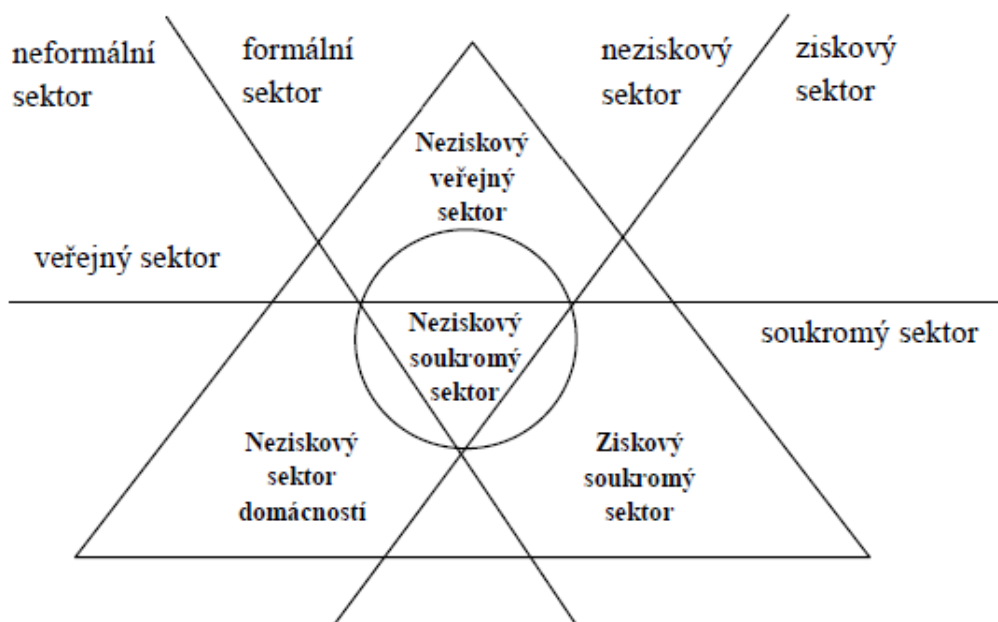 neformální
sektor
formální
sektor
neziskový
sektor
ziskový
sektor
Neziskový
veřejný
sektor
veřejný sektor
Neziskový
soukromý
sektor
soukromý sektor
Neziskový
sektor
domácností
Ziskový
soukromý
sektor